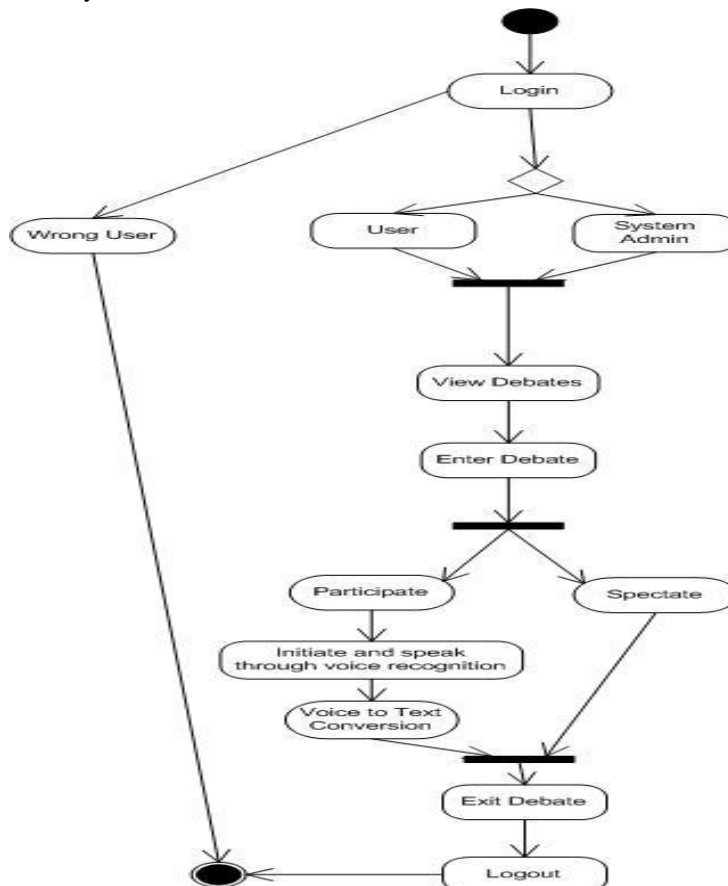 Login
Wrong User
User
System
Admin
View Debates
Enter Debate
Participate
Spectate
Initiate and speak
through voice recognition
Voice to Text
Conversion
Exit Debate
Logout